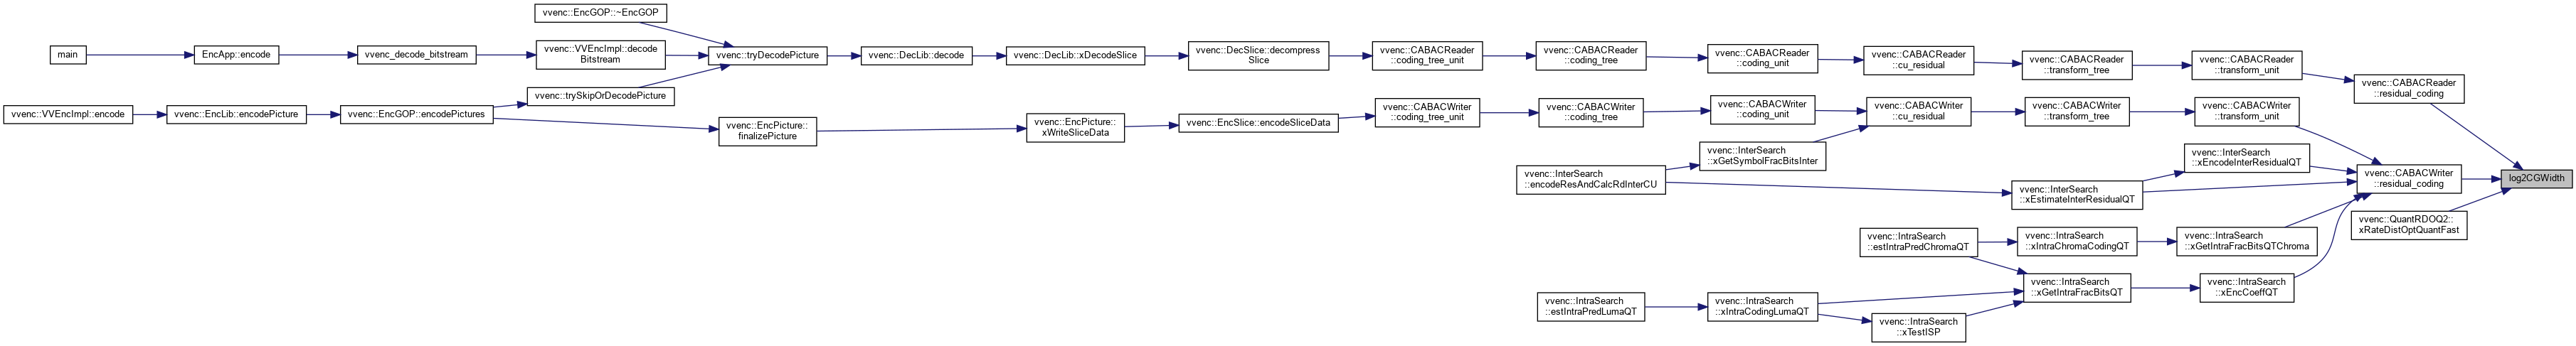 vvenc::EncGOP::~EncGOP
main
EncApp::encode
vvenc_decode_bitstream
vvenc::VVEncImpl::decode
Bitstream
vvenc::tryDecodePicture
vvenc::DecLib::decode
vvenc::DecLib::xDecodeSlice
vvenc::DecSlice::decompress
Slice
vvenc::CABACReader
::coding_tree_unit
vvenc::CABACReader
::coding_tree
vvenc::CABACReader
::coding_unit
vvenc::CABACReader
::cu_residual
vvenc::CABACReader
::transform_tree
vvenc::CABACReader
::transform_unit
vvenc::CABACReader
::residual_coding
vvenc::trySkipOrDecodePicture
vvenc::VVEncImpl::encode
vvenc::EncLib::encodePicture
vvenc::EncGOP::encodePictures
vvenc::EncPicture::
finalizePicture
vvenc::EncPicture::
xWriteSliceData
vvenc::EncSlice::encodeSliceData
vvenc::CABACWriter
::coding_tree_unit
vvenc::CABACWriter
::coding_tree
vvenc::CABACWriter
::coding_unit
vvenc::CABACWriter
::cu_residual
vvenc::CABACWriter
::transform_tree
vvenc::CABACWriter
::transform_unit
vvenc::InterSearch
::xGetSymbolFracBitsInter
vvenc::InterSearch
::xEncodeInterResidualQT
vvenc::InterSearch
::encodeResAndCalcRdInterCU
vvenc::CABACWriter
::residual_coding
log2CGWidth
vvenc::InterSearch
::xEstimateInterResidualQT
vvenc::QuantRDOQ2::
xRateDistOptQuantFast
vvenc::IntraSearch
::estIntraPredChromaQT
vvenc::IntraSearch
::xIntraChromaCodingQT
vvenc::IntraSearch
::xGetIntraFracBitsQTChroma
vvenc::IntraSearch
::xGetIntraFracBitsQT
vvenc::IntraSearch
::xEncCoeffQT
vvenc::IntraSearch
::estIntraPredLumaQT
vvenc::IntraSearch
::xIntraCodingLumaQT
vvenc::IntraSearch
::xTestISP